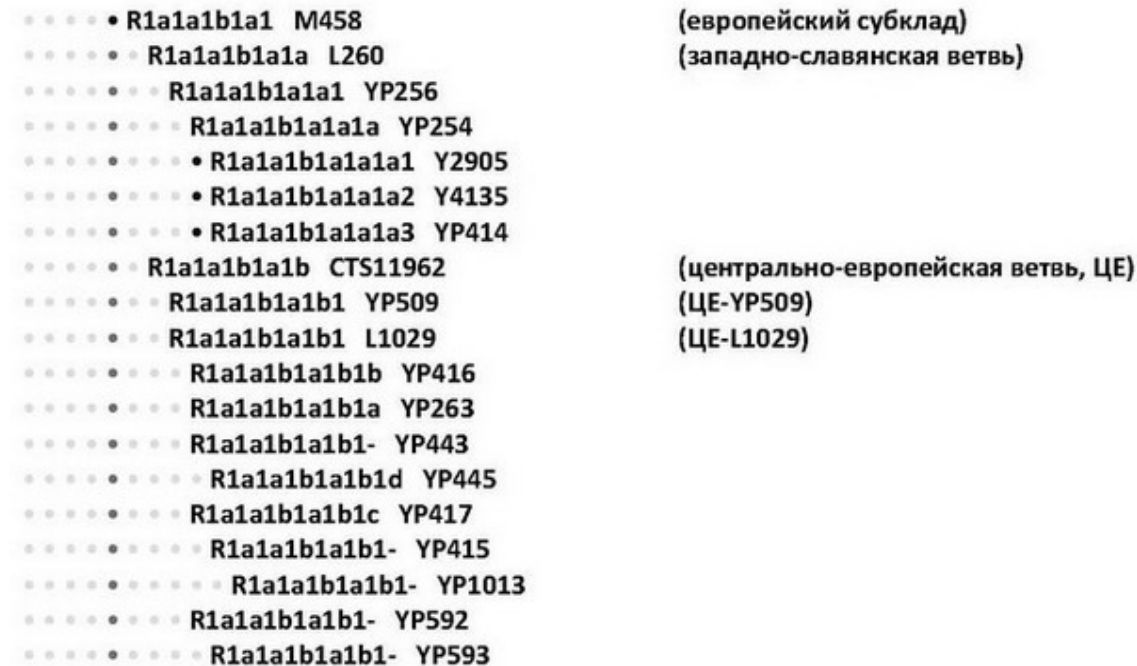 R1a1a1b1a1 M458 (европейский субклад)
R1a1a1b1a1a L260 (западно-славянская ветвь)
R1a1a1b1a1a1 YP256
R1a1a1b1a1a1a YP254
R1a1a1b1a1a1a1 Y2905
R1a1a1b1a1a1a2 Y4135
R1a1a1b1a1a1a3 YP414
R1a1a1b1a1b CTS11962 (центрально-европейская ветвь, ЦЕ)
R1a1a1b1a1b1 YP509 (ЦЕ-YP509)
R1a1a1b1a1b1 L1029 (ЦЕ-L1029)
R1a1a1b1a1b1b YP416
R1a1a1b1a1b1a YP263
R1a1a1b1a1b1- YP443
R1a1a1b1a1b1d YP445
R1a1a1b1a1b1c YP417
R1a1a1b1a1b1- YP415
R1a1a1b1a1b1- YP1013
R1a1a1b1a1b1- YP592
R1a1a1b1a1b1- YP593